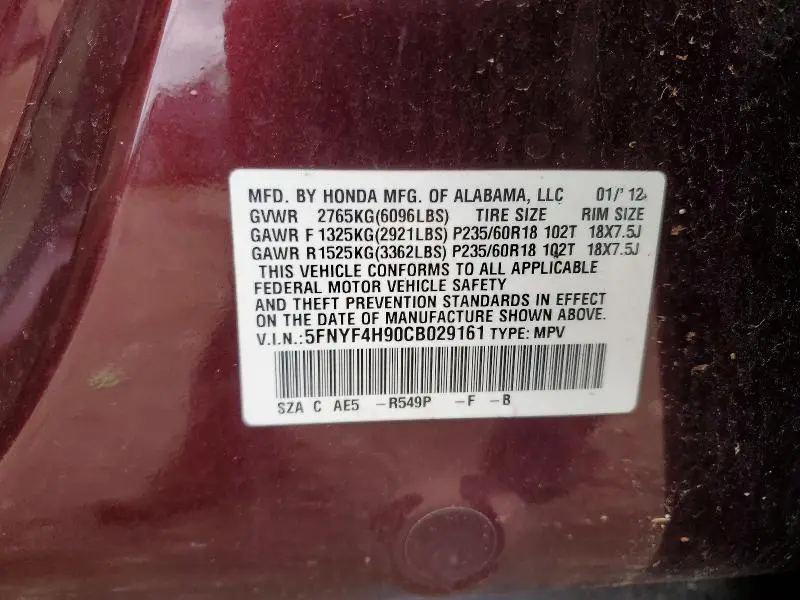 MFD. BY HONDA MFG. OF ALABAMA, LLC 01/'12
GVWR 2765KG(6096LBS) TIRE SIZE RIM SIZE
GAWR F 1325KG(2921LBS) P235/60R18 102T 18X7.5J
GAWR R 1525KG(3362LBS) P235/60R18 102T 18X7.5J
THIS VEHICLE CONFORMS TO ALL APPLICABLE
FEDERAL MOTOR VEHICLE SAFETY
AND THEFT PREVENTION STANDARDS IN EFFECT
ON THE DATE OF MANUFACTURE SHOWN ABOVE.
V.I.N.:5FNYF4H90CB029161 TYPE: MPV
SZA C AE5 -R549P -F -B